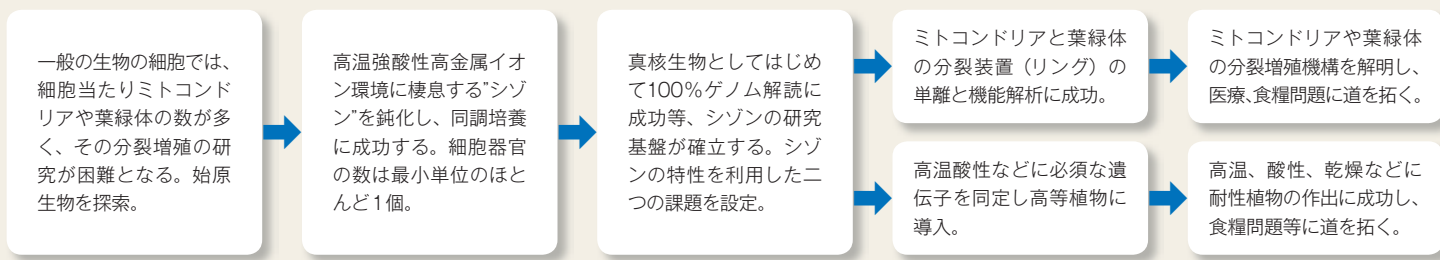 一般の生物の細胞では、
細胞当たりミトコンド
リアや葉緑体の数が多
く、その分裂増殖の研
究が困難となる。始原
生物を探索。
高温強酸性高金属イオ
ン環境に棲息する”シゾ
ン”を鈍化し、同調培養
に成功する。細胞器官
の数は最小単位のほと
んど1個。
真核生物としてはじめ
て100%ゲノム解読に
成功等、シゾンの研究
基盤が確立する。シゾ
ンの特性を利用した二
つの課題を設定。
ミトコンドリアと葉緑体
の分裂装置（リング）の
単離と機能解析に成功。
ミトコンドリアや葉緑体
の分裂増殖機構を解明し、
医療、食糧問題に道を拓く。
高温酸性などに必須な遺
伝子を同定し高等植物に
導入。
高温、酸性、乾燥などに
耐性植物の作出に成功し、
食糧問題等に道を拓く。